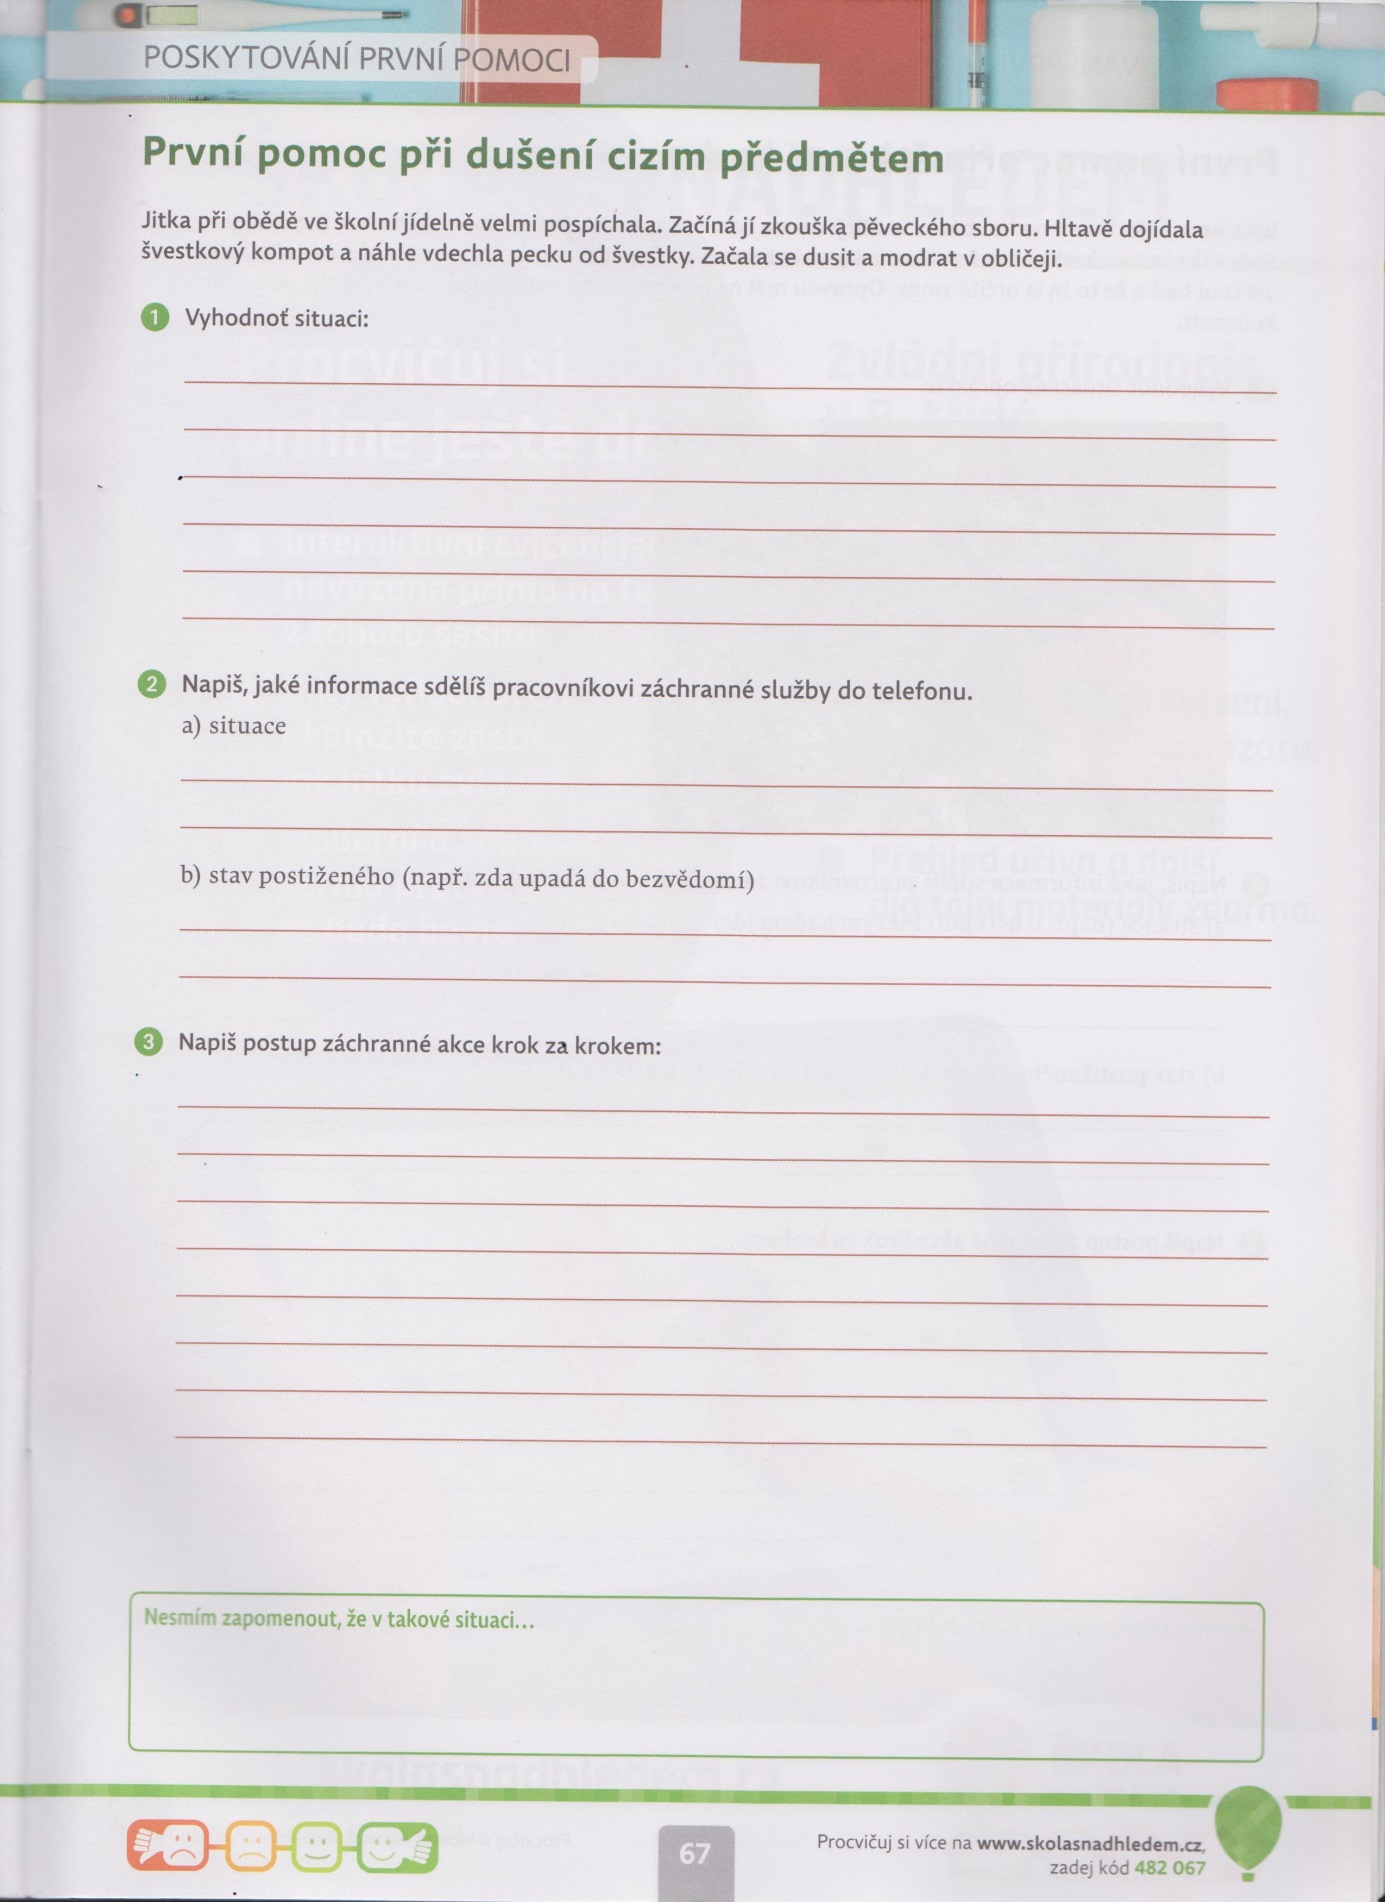 POSKYTOVÁNÍ PRVNÍ POMOCI
První pomoc při dušení cizím předmětem
Jitka při obědě ve školní jídelně velmi pospíchala. Začíná jí zkouška pěveckého sboru. Hltavě dojídala
švestkový kompot a náhle vdechla pecku od švestky. Začala se dusit a modrat v obličeji.
1 Vyhodnoť situaci:
2 Napiš, jaké informace sdělíš pracovníkovi záchranné služby do telefonu.
a) situace
b) stav postiženého (např. zda upadá do bezvědomí)
3 Napiš postup záchranné akce krok za krokem:
Nesmím zapomenout, že v takové situaci...
67
Procvičuj si více na www.skolasnadhledem.cz,
zadej kód 482 067